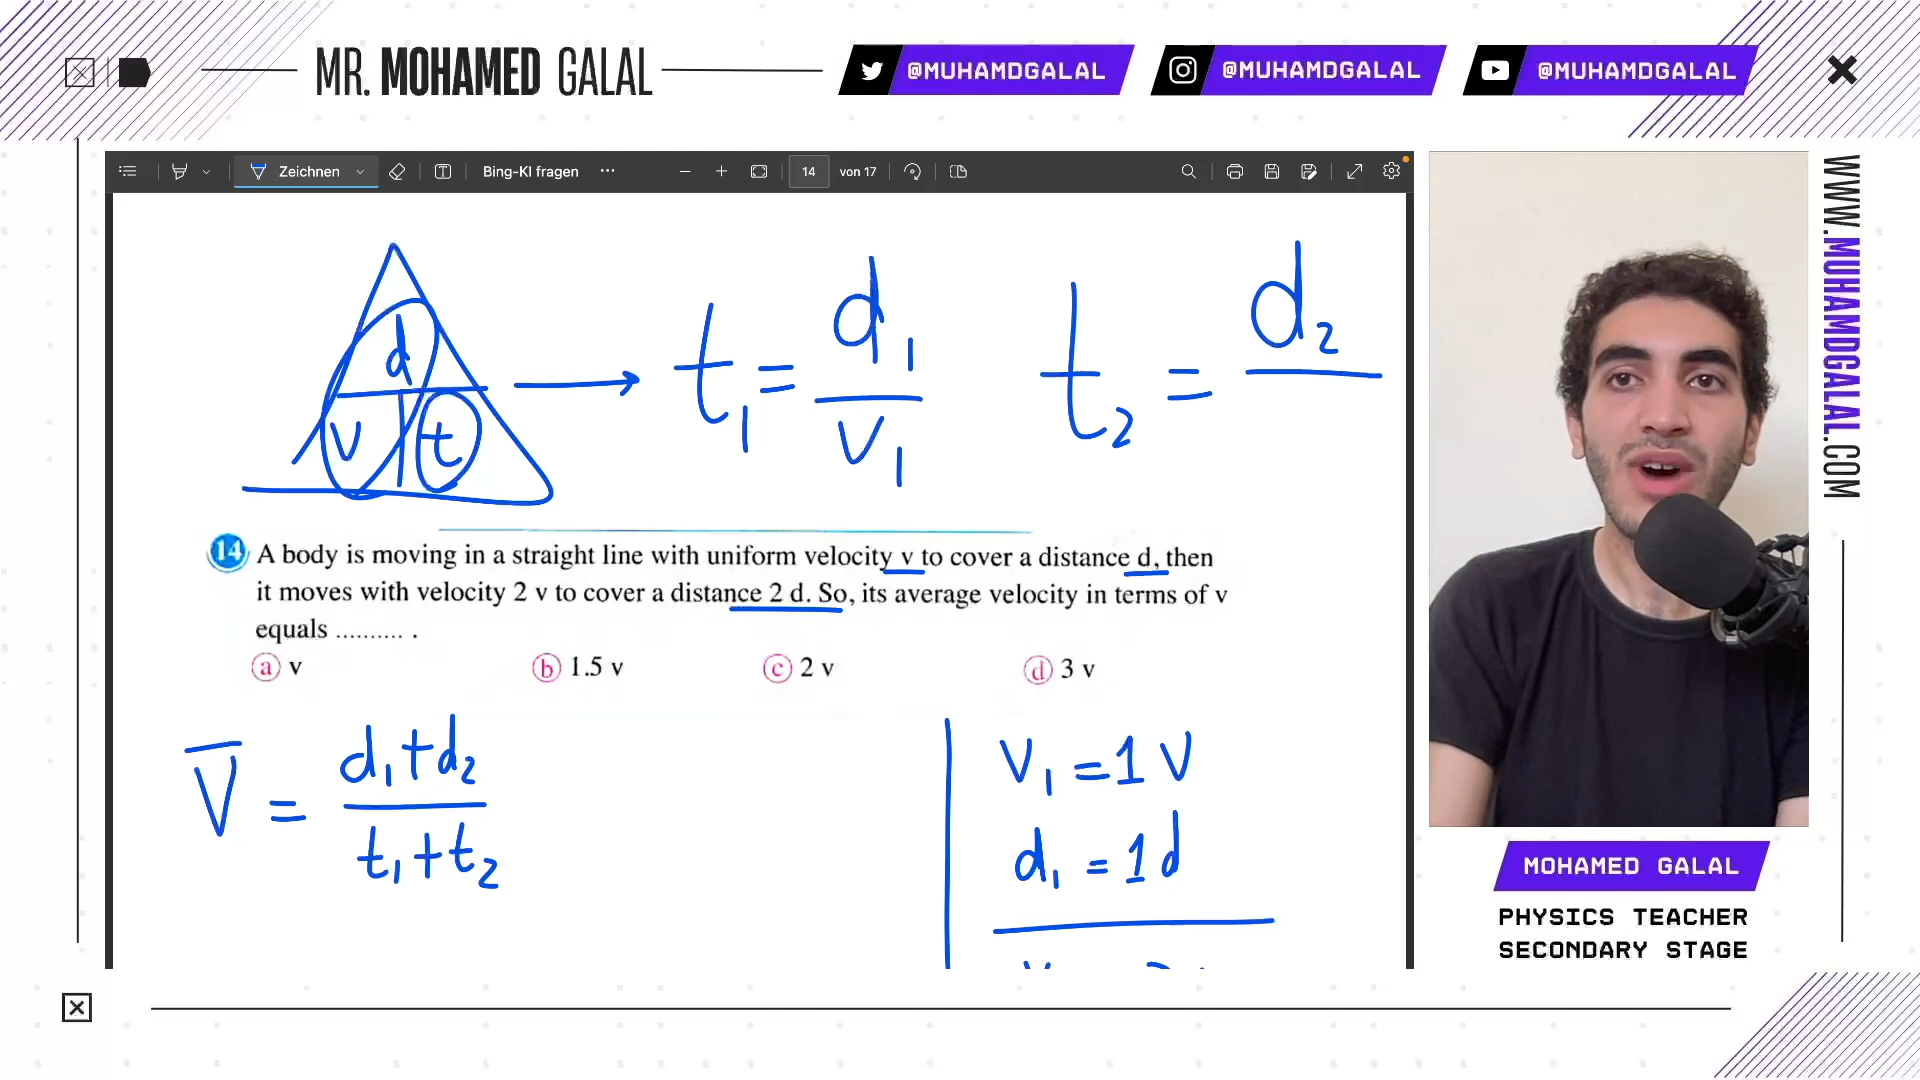 MR. MOHAMED GALAL
@MUHAMDGALAL
@MUHAMDGALAL
@MUHAMDGALAL
Zeichnen
Bing-KI fragen
14
von 17
d
v
t
t1 = d1 / v1
t2 = d2
14 A body is moving in a straight line with uniform velocity v to cover a distance d, then
it moves with velocity 2 v to cover a distance 2 d. So, its average velocity in terms of v
equals .......... .
a v
b 1.5 v
c 2 v
d 3 v
V̅ = d1+d2 / t1+t2
V1 = 1 V
d1 = 1 d
WWW.MUHAMDGALAL.COM
MOHAMED GALAL
PHYSICS TEACHER
SECONDARY STAGE